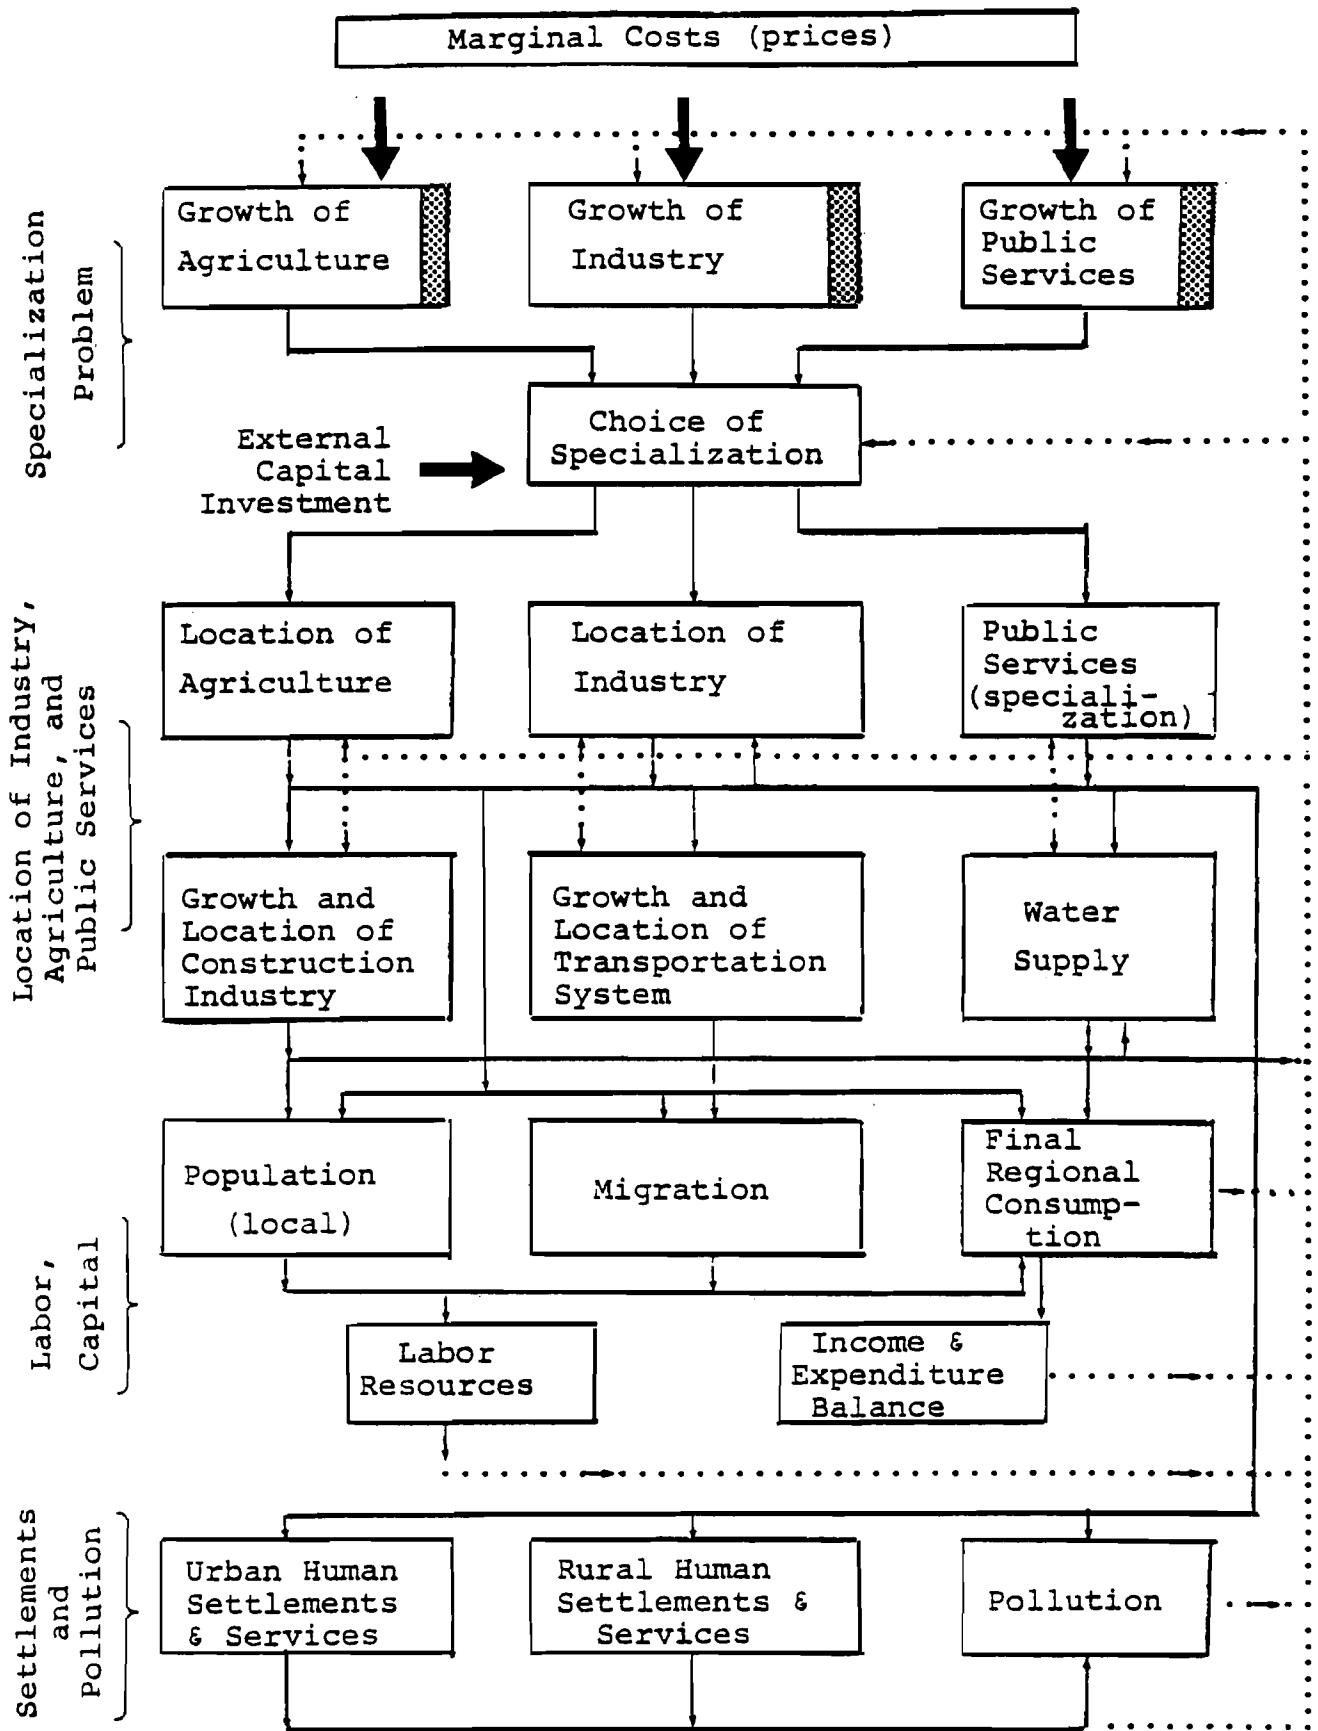 Marginal Costs (prices)
Specialization
Problem
Growth of
Agriculture
Growth of
Industry
Growth of
Public
Services
External
Capital
Investment
Choice of
Specialization
Location of Industry,
Agriculture, and
Public Services
Location of
Agriculture
Location of
Industry
Public
Services
(speciali-
zation)
Growth and
Location of
Construction
Industry
Growth and
Location of
Transportation
System
Water
Supply
Labor,
Capital
Population
(local)
Migration
Final
Regional
Consump-
tion
Labor
Resources
Income &
Expenditure
Balance
Settlements
and
Pollution
Urban Human
Settlements
& Services
Rural Human
Settlements &
Services
Pollution